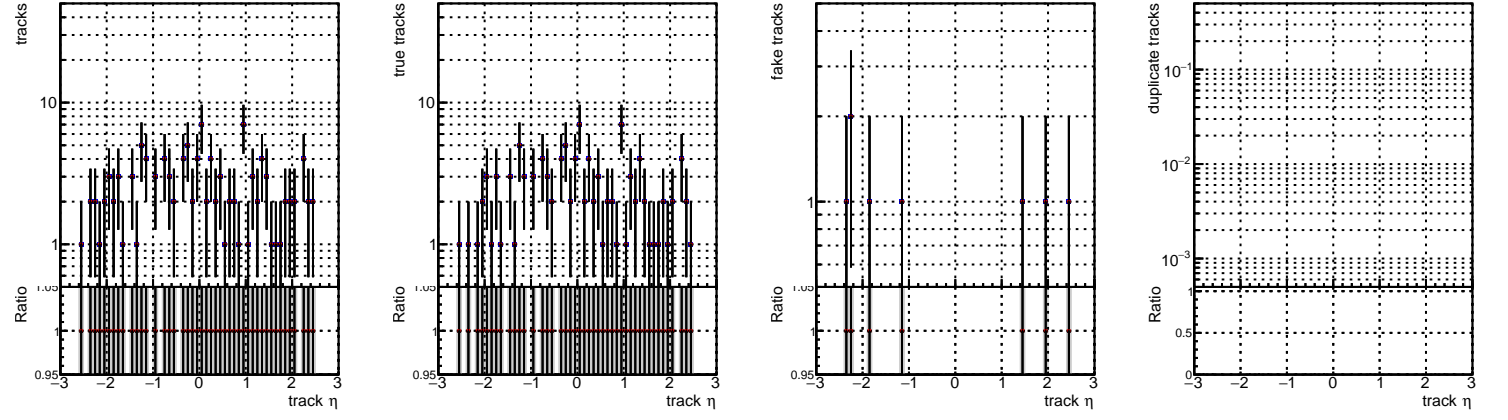 tracks
10
1
Ratio
1.05
1
0.95
−3 −2 −1 0 1 2 3
track η
true tracks
10
1
Ratio
1.05
1
0.95
−3 −2 −1 0 1 2 3
track η
fake tracks
1
Ratio
1.05
1
0.95
−3 −2 −1 0 1 2 3
track η
duplicate tracks
10−1
10−2
10−3
Ratio
1
0.5
0
−3 −2 −1 0 1 2 3
track η